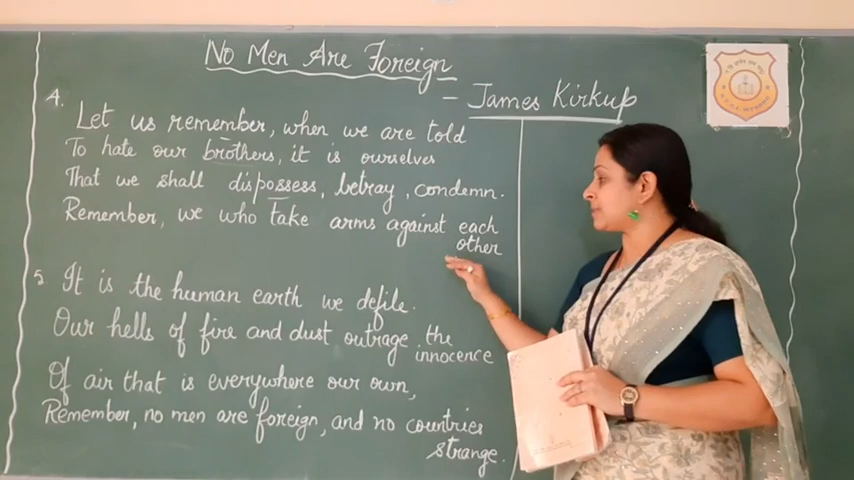 No Men Are Foreign
- James Kirkup
4.
Let us remember, when we are told
To hate our brothers, it is ourselves
That we shall dispossess, betray, condemn.
Remember, we who take arms against each
other
5.
It is the human earth we defile.
Our hells of fire and dust outrage the
innocence
Of air that is everywhere our own,
Remember, no men are foreign, and no countries
strange.